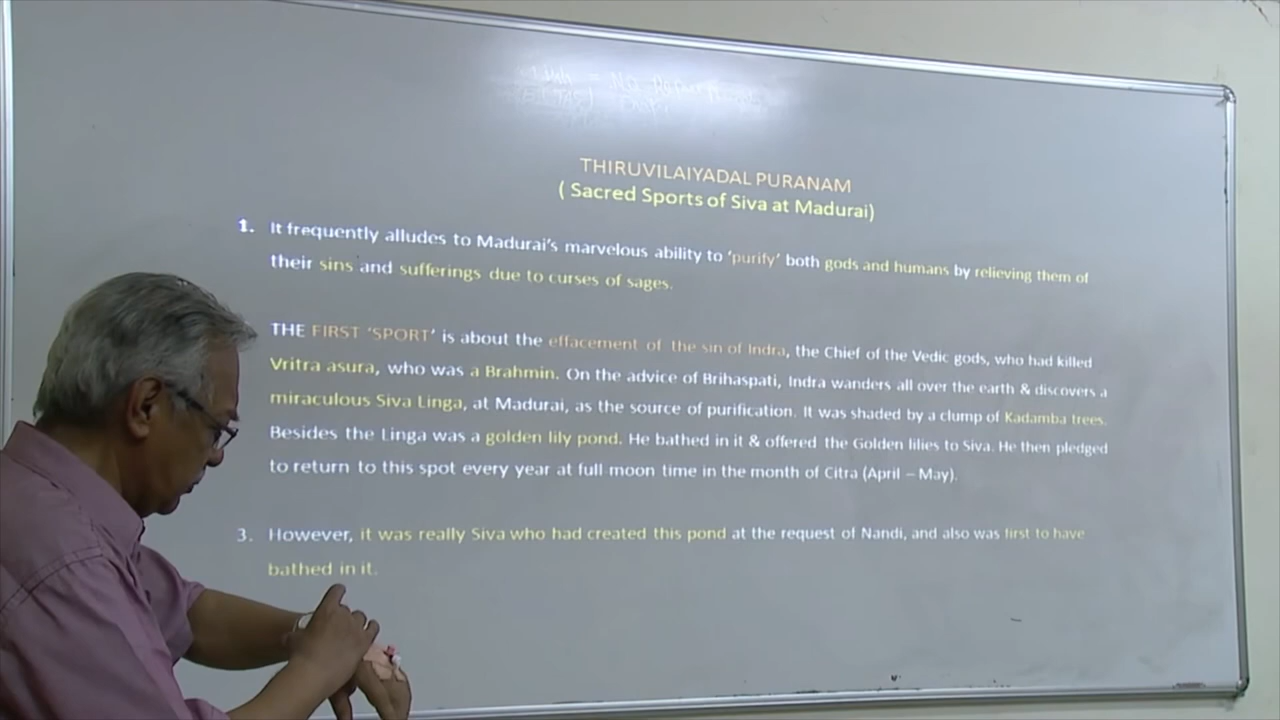 THIRUVILAIYADAL PURANAM
( Sacred Sports of Siva at Madurai)
1. It frequently alludes to Madurai's marvelous ability to 'purify' both gods and humans by relieving them of
their sins and sufferings due to curses of sages.
THE FIRST 'SPORT' is about the effacement of the sin of Indra, the Chief of the Vedic gods, who had killed
Vritra asura, who was a Brahmin. On the advice of Brihaspati, Indra wanders all over the earth & discovers a
miraculous Siva Linga, at Madurai, as the source of purification. It was shaded by a clump of Kadamba trees.
Besides the Linga was a golden lily pond. He bathed in it & offered the Golden lilies to Siva. He then pledged
to return to this spot every year at full moon time in the month of Citra (April – May).
3. However, it was really Siva who had created this pond at the request of Nandi, and also was first to have
bathed in it.